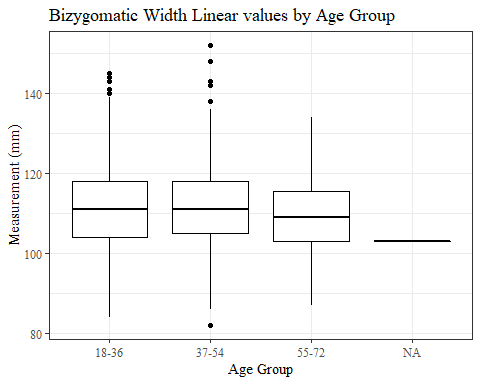 Bizygomatic Width Linear values by Age Group
Measurement (mm)
140
120
100
80
18-36
37-54
55-72
NA
Age Group